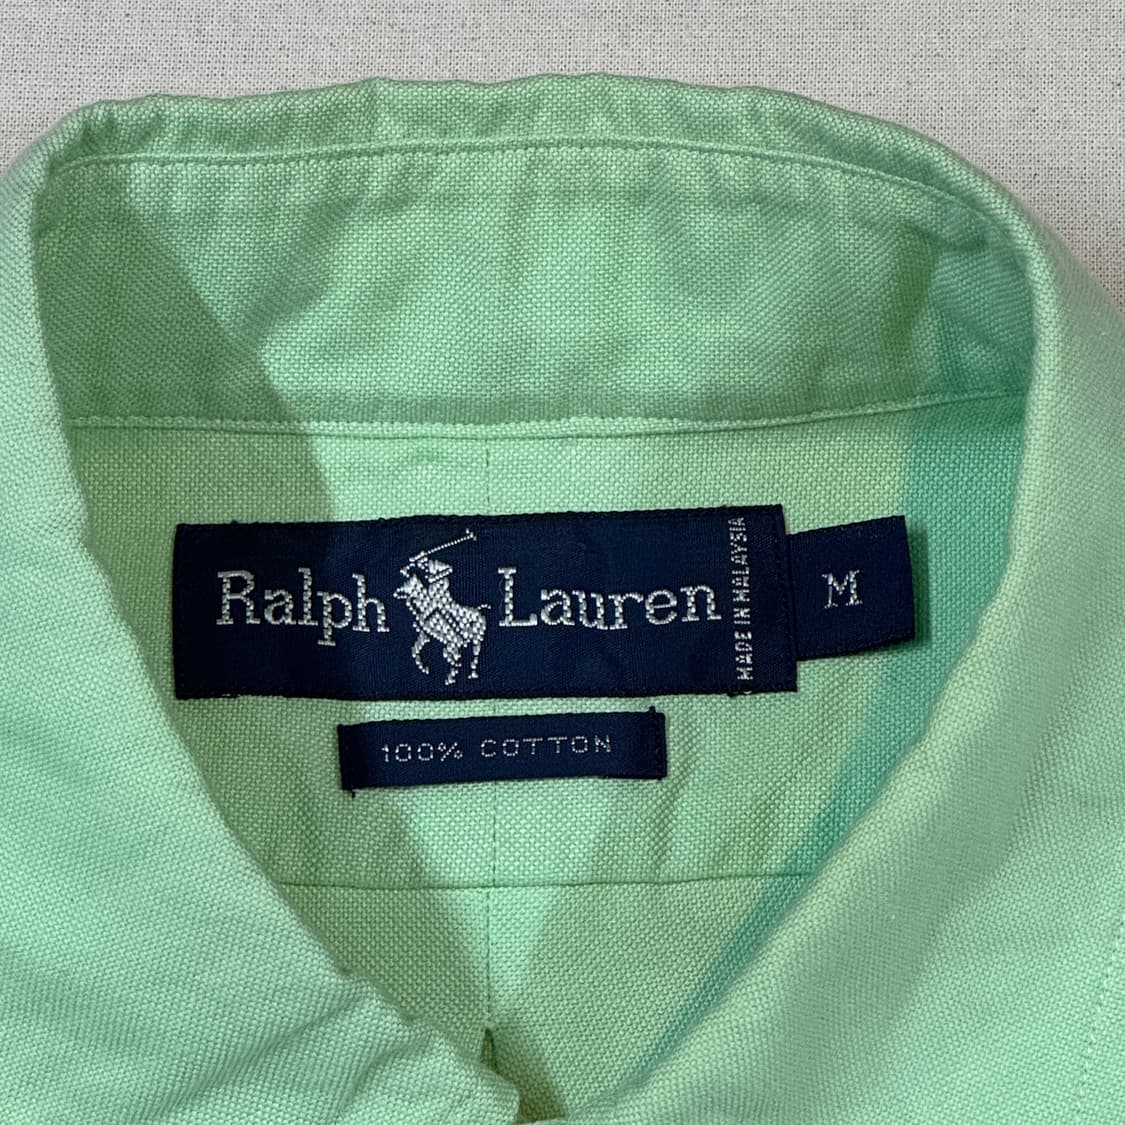 Ralph Lauren
MADE IN MALAYSIA
M
100% COTTON